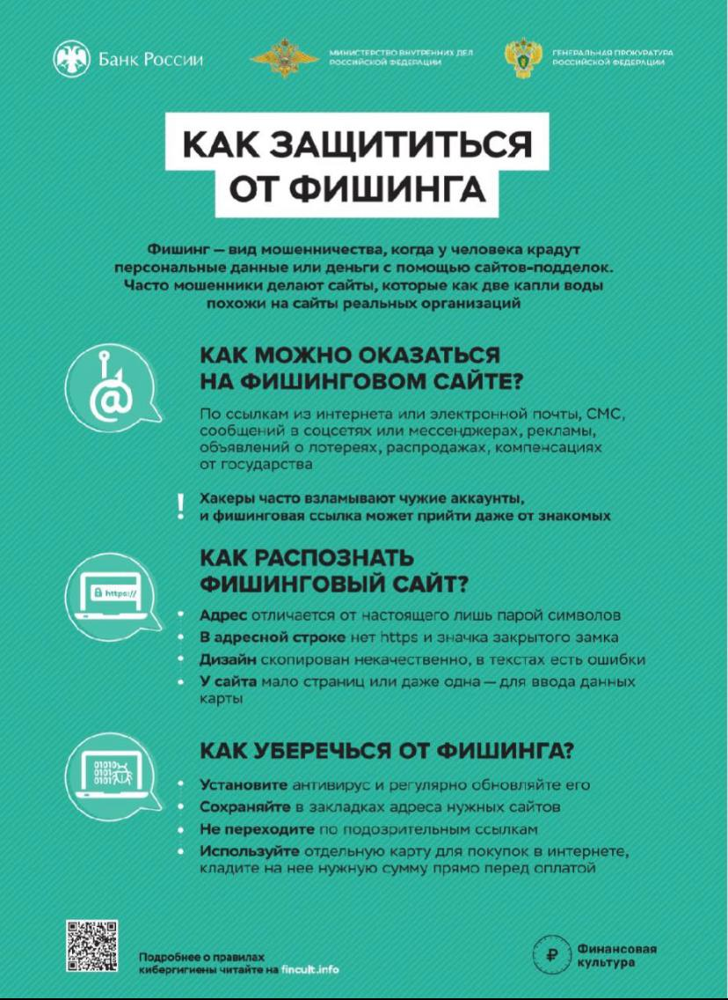 Банк России
МИНИСТЕРСТВО ВНУТРЕННИХ ДЕЛ
РОССИЙСКОЙ ФЕДЕРАЦИИ
ГЕНЕРАЛЬНАЯ ПРОКУРАТУРА
РОССИЙСКОЙ ФЕДЕРАЦИИ
КАК ЗАЩИТИТЬСЯ
ОТ ФИШИНГА
Фишинг — вид мошенничества, когда у человека крадут
персональные данные или деньги с помощью сайтов-подделок.
Часто мошенники делают сайты, которые как две капли воды
похожи на сайты реальных организаций
КАК МОЖНО ОКАЗАТЬСЯ
НА ФИШИНГОВОМ САЙТЕ?
@
По ссылкам из интернета или электронной почты, СМС,
сообщений в соцсетях или мессенджерах, рекламы,
объявлений о лотереях, распродажах, компенсациях
от государства
! Хакеры часто взламывают чужие аккаунты,
и фишинговая ссылка может прийти даже от знакомых
КАК РАСПОЗНАТЬ
ФИШИНГОВЫЙ САЙТ?
https://
• Адрес отличается от настоящего лишь парой символов
• В адресной строке нет https и значка закрытого замка
• Дизайн скопирован некачественно, в текстах есть ошибки
• У сайта мало страниц или даже одна — для ввода данных
карты
КАК УБЕРЕЧЬСЯ ОТ ФИШИНГА?
01010
0101
0101
• Установите антивирус и регулярно обновляйте его
• Сохраняйте в закладках адреса нужных сайтов
• Не переходите по подозрительным ссылкам
• Используйте отдельную карту для покупок в интернете,
кладите на нее нужную сумму прямо перед оплатой
Подробнее о правилах
кибергигиены читайте на fincult.info
₽
Финансовая
культура